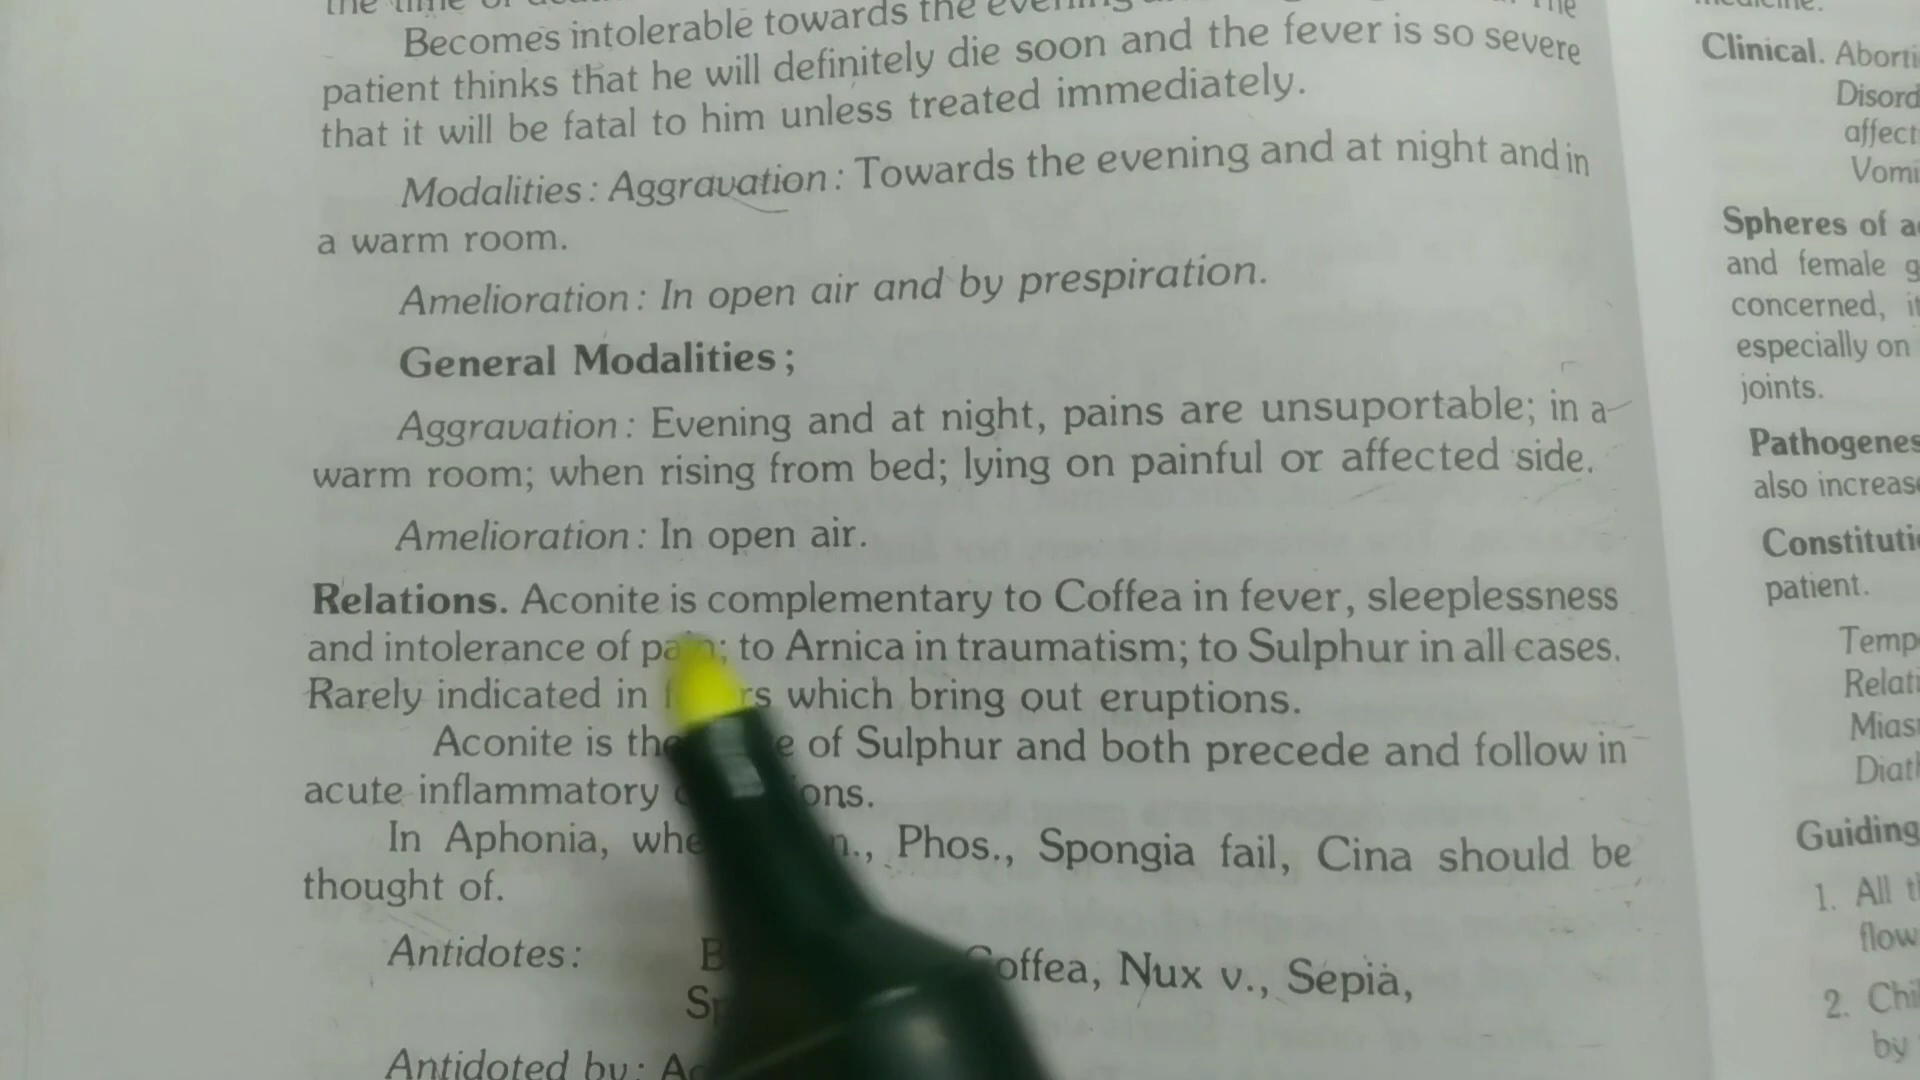 Becomes intolerable towards the
The
patient thinks that he will definitely die soon and the fever is so severe
that it will be fatal to him unless treated immediately.
Modalities : Aggravation : Towards the evening and at night and in
a warm room.
Amelioration : In open air and by prespiration.
General Modalities ;
Aggravation : Evening and at night, pains are unsuportable; in a
warm room; when rising from bed; lying on painful or affected side.
Amelioration : In open air.
Relations. Aconite is complementary to Coffea in fever, sleeplessness
and intolerance of to Arnica in traumatism; to Sulphur in all cases.
Rarely indicated in which bring out eruptions.
Aconite is of Sulphur and both precede and follow in
acute inflammatory
In Aphonia, Phos., Spongia fail, Cina should be
thought of.
Antidotes : Coffea, Nux v., Sepia,
Antidoted by :
Clinical. Aborti
Disord
affect
Vomi
Spheres of a
and female g
concerned, it
especially on
joints.
Pathogenes
also increas
Constituti
patient.
Temp
Relati
Mias
Diat
Guiding
1. All t
flow
2. Chi
by